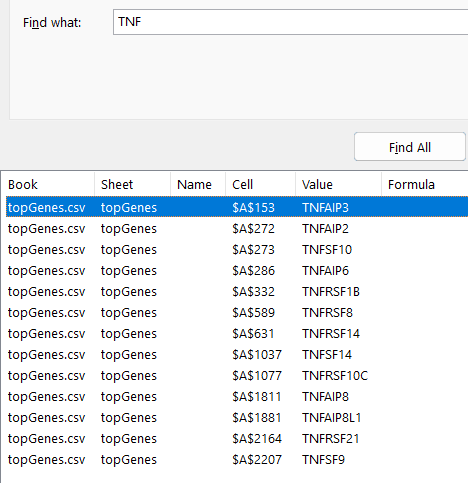 Find what: TNF
Find All
Book Sheet Name Cell Value Formula
topGenes.csv topGenes $A$153 TNFAIP3
topGenes.csv topGenes $A$272 TNFAIP2
topGenes.csv topGenes $A$273 TNFSF10
topGenes.csv topGenes $A$286 TNFAIP6
topGenes.csv topGenes $A$332 TNFRSF1B
topGenes.csv topGenes $A$589 TNFRSF8
topGenes.csv topGenes $A$631 TNFRSF14
topGenes.csv topGenes $A$1037 TNFSF14
topGenes.csv topGenes $A$1077 TNFRSF10C
topGenes.csv topGenes $A$1811 TNFAIP8
topGenes.csv topGenes $A$1881 TNFAIP8L1
topGenes.csv topGenes $A$2164 TNFRSF21
topGenes.csv topGenes $A$2207 TNFSF9